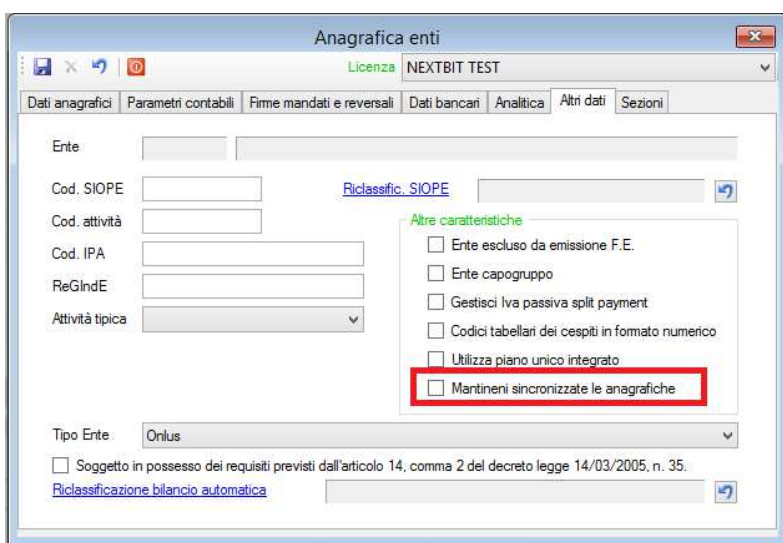 Anagrafica enti
Licenza NEXTBIT TEST
Dati anagrafici Parametri contabili Firme mandati e reversali Dati bancari Analitica Altri dati Sezioni
Ente
Cod. SIOPE Riclassific. SIOPE
Cod. attività Altre caratteristiche
Ente escluso da emissione F.E.
Cod. IPA
Ente capogruppo
ReGIndE
Gestisci Iva passiva split payment
Attività tipica
Codici tabellari dei cespiti in formato numerico
Utilizza piano unico integrato
Mantineni sincronizzate le anagrafiche
Tipo Ente Onlus
Soggetto in possesso dei requisiti previsti dall'articolo 14, comma 2 del decreto legge 14/03/2005, n. 35.
Riclassificazione bilancio automatica